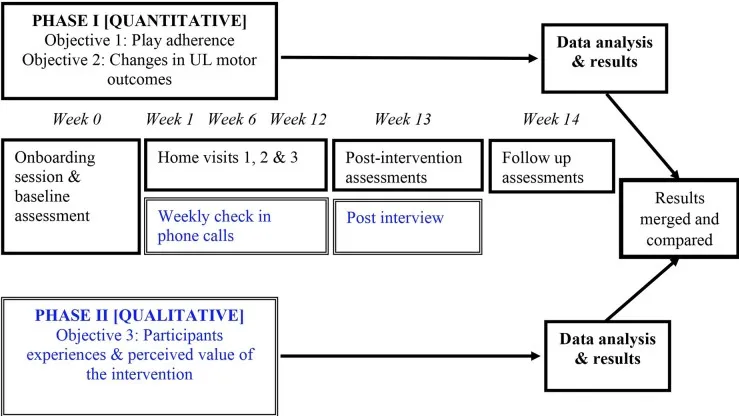 PHASE I [QUANTITATIVE]
Objective 1: Play adherence
Objective 2: Changes in UL motor
outcomes
Data analysis
& results
Week 0
Week 1
Week 6
Week 12
Week 13
Week 14
Onboarding
session &
baseline
assessment
Home visits 1, 2 & 3
Post-intervention
assessments
Follow up
assessments
Weekly check in
phone calls
Post interview
Results
merged and
compared
PHASE II [QUALITATIVE]
Objective 3: Participants
experiences & perceived value of
the intervention
Data analysis
& results